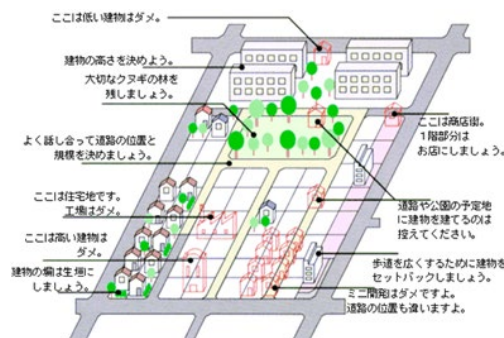 ここは低い建物はダメ。
建物の高さを決めよう。
大切なクヌギの林を
残しましょう。
よく話し合って道路の位置と
規模を決めましょう。
ここは住宅地です。
工場はダメ。
ここは高い建物は
ダメ。
建物の塀は生垣に
しましょう。
ここは商店街。
1階部分は
お店にしましょう。
道路や公園の予定地
に建物を建てるのは
控えてください。
歩道を広くするために建物を
セットバックしましょう。
ミニ開発はダメですよ。
道路の位置も違いますよ。